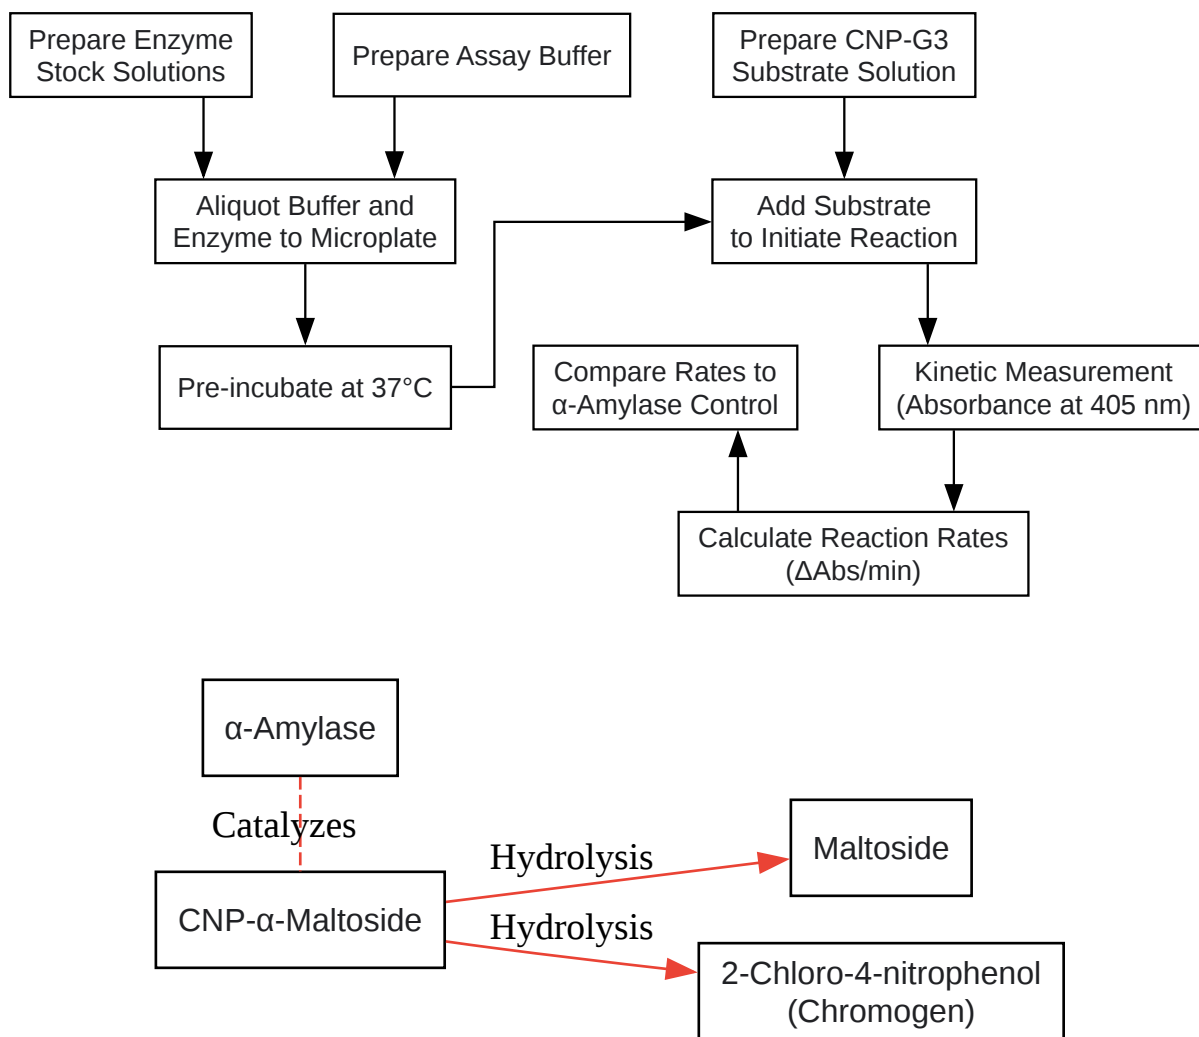 Prepare Enzyme
Stock Solutions
Prepare Assay Buffer
Prepare CNP-G3
Substrate Solution
Aliquot Buffer and
Enzyme to Microplate
Add Substrate
to Initiate Reaction
Pre-incubate at 37°C
Compare Rates to
α-Amylase Control
Kinetic Measurement
(Absorbance at 405 nm)
Calculate Reaction Rates
(ΔAbs/min)
α-Amylase
Catalyzes
CNP-α-Maltoside
Hydrolysis
Maltoside
Hydrolysis
2-Chloro-4-nitrophenol
(Chromogen)